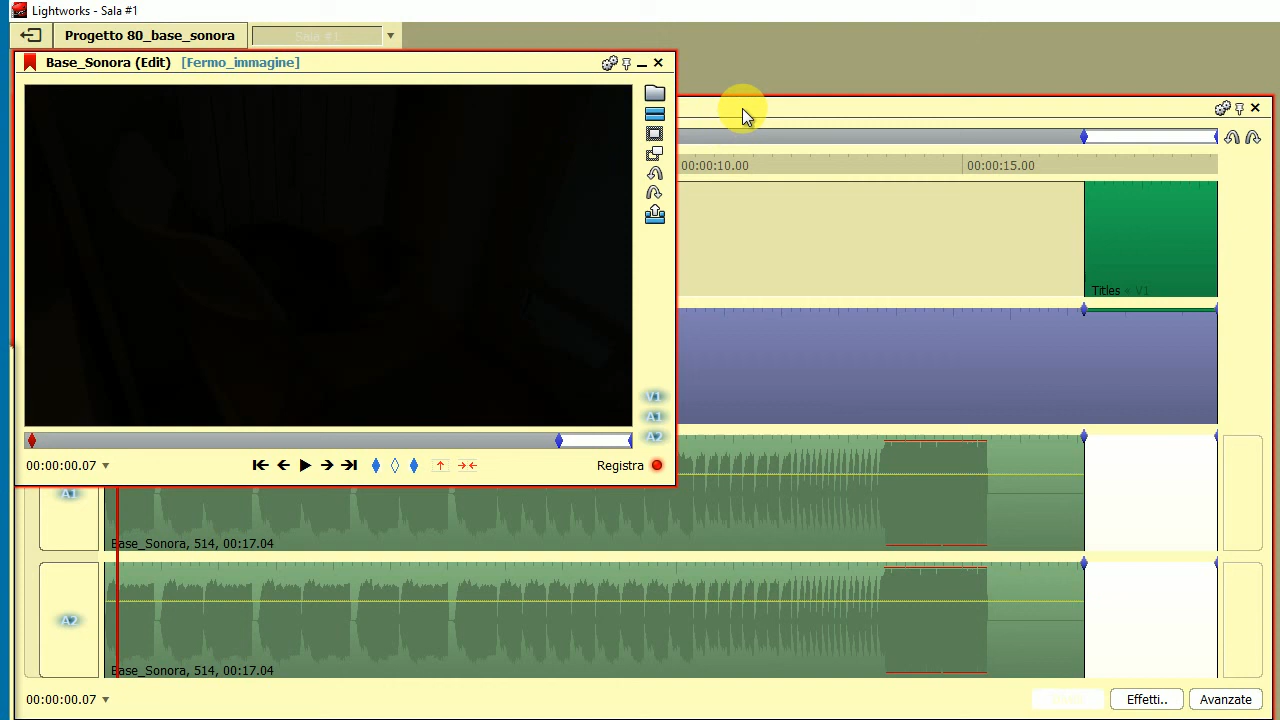 Lightworks - Sala #1
Progetto 80_base_sonora
Sala #1
Base_Sonora (Edit) [Fermo_immagine]
00:00:10.00
00:00:15.00
Titles < V1
V1
A1
A2
00:00:00.07
Registra
A1
Base_Sonora, 514, 00:17.04
A2
Base_Sonora, 514, 00:17.04
00:00:00.07
Effetti..
Avanzate